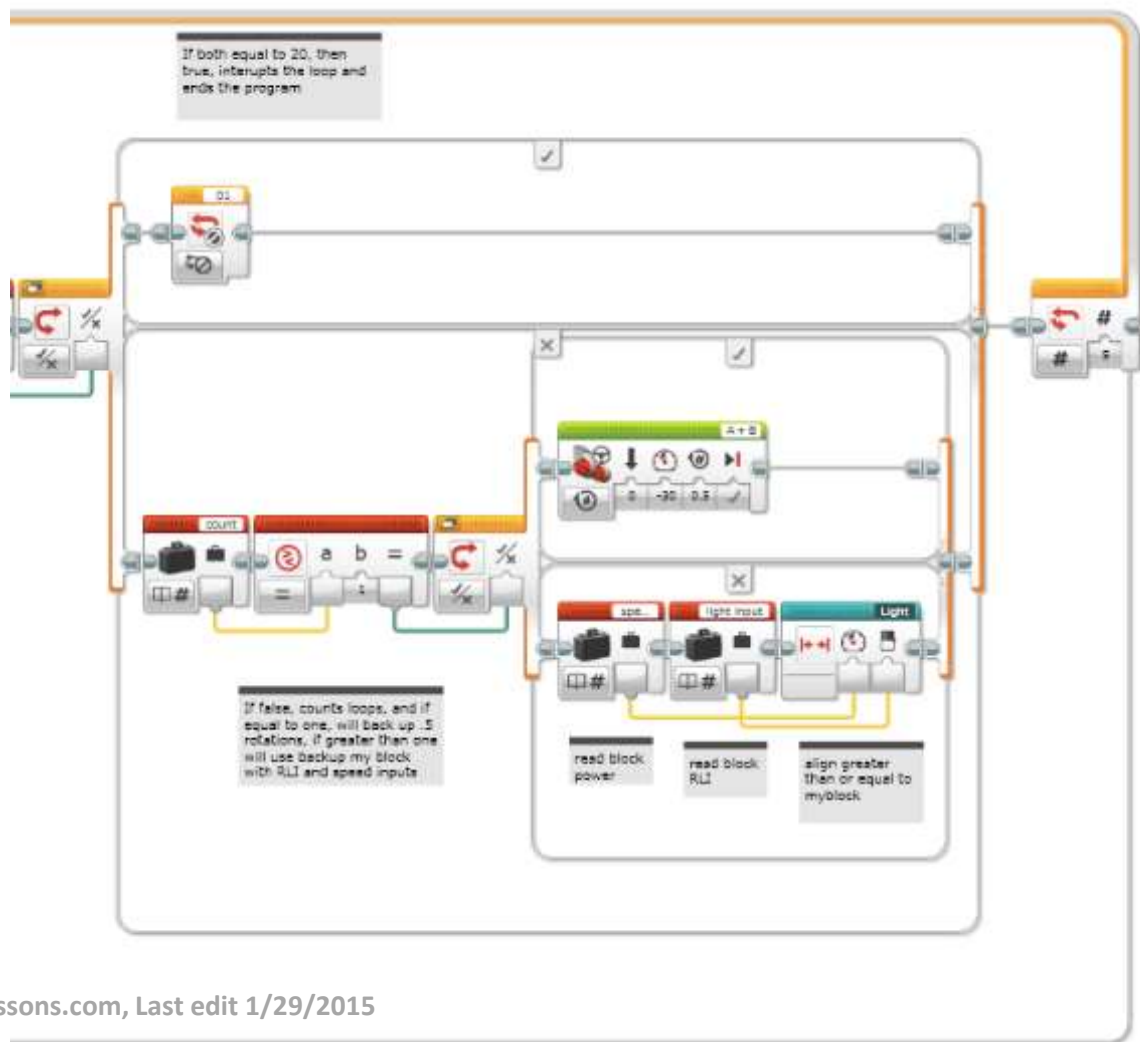 If both equal to 20, then
true, interupts the loop and
ends the program
01
#
#
A + B
0 -30 0.5
count
a b =
#
=
spe...
light input
Light
#
#
If false, counts loops, and if
equal to one, will back up .5
rotations, if greater than one
will use backup my block
with RLI and speed inputs
read block
power
read block
RLI
align greater
than or equal to
myblock
ssons.com, Last edit 1/29/2015